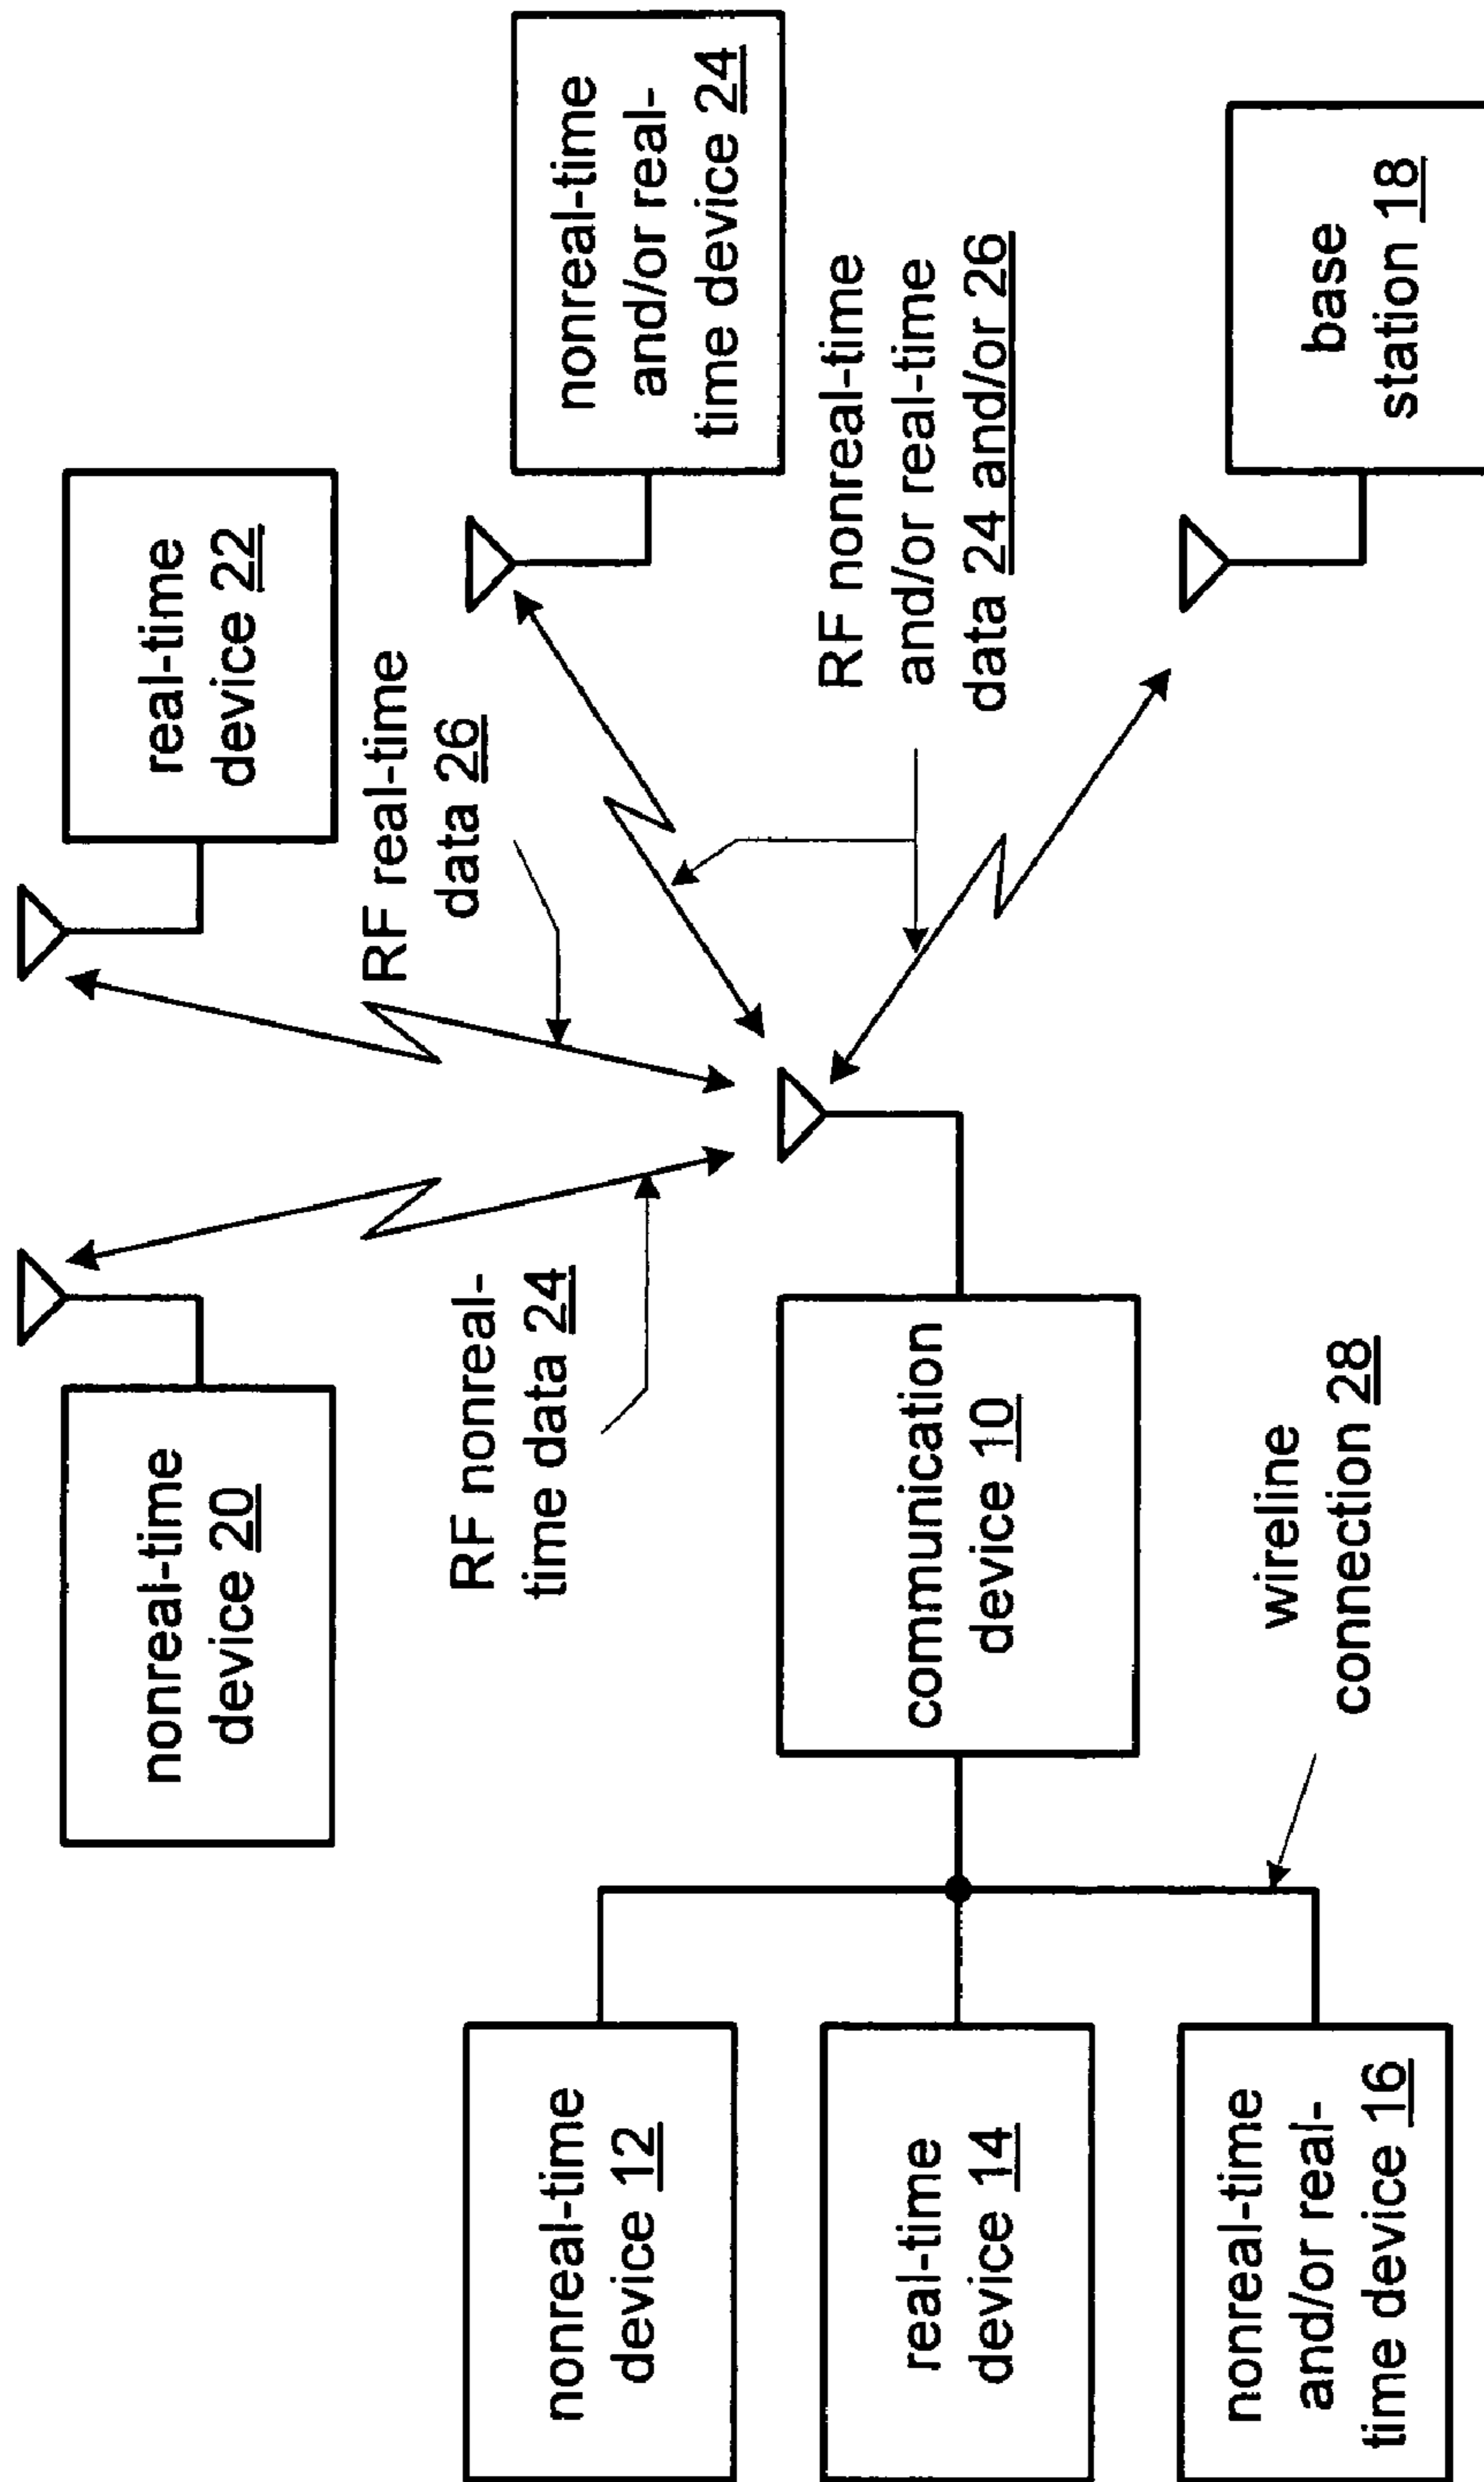 nonreal-time
device 20
real-time
device 22
RF real-time
data 26
RF nonreal-
time data 24
nonreal-time
and/or real-
time device 24
RF nonreal-time
and/or real-time
data 24 and/or 26
nonreal-time
device 12
communication
device 10
real-time
device 14
base
station 18
wireline
connection 28
nonreal-time
and/or real-
time device 16